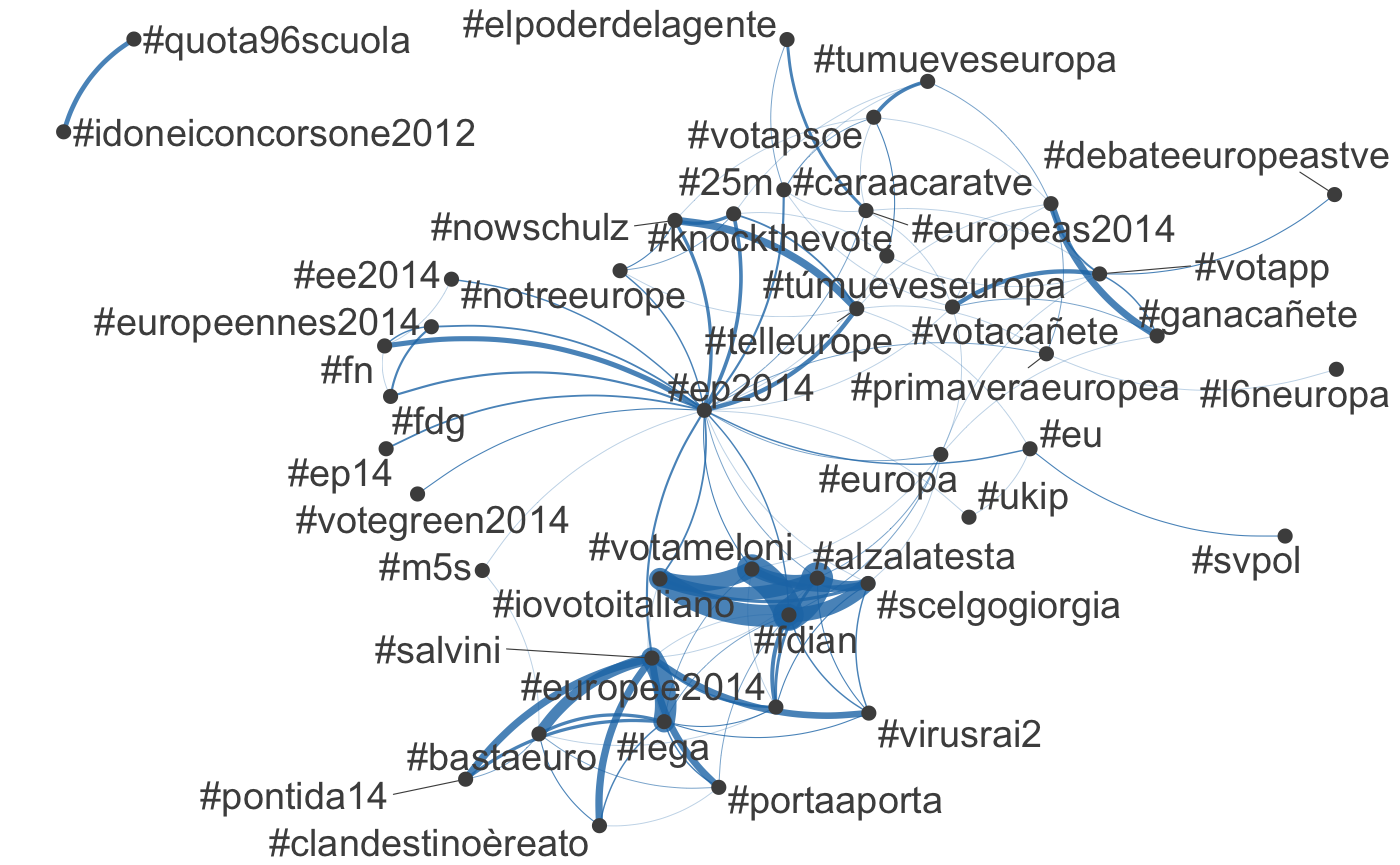 #elpoderdelagente
#quota96scuola
#tumueveseuropa
#idoneiconcorsone2012
#votapsoe
#debateeuropeastve
#25m
#caraacaratve
#nowschulz
#knockthevote
#europeas2014
#ee2014
#notreeurope
#túmueveseuropa
#votapp
#europeennes2014
#telleurope
#votacañete
#ganacañete
#fn
#ep2014
#primaveraeuropea
#l6neuropa
#fdg
#eu
#ep14
#europa
#ukip
#votegreen2014
#votameloni
#alzalatesta
#svpol
#m5s
#iovotoitaliano
#scelgogiorgia
#fdian
#salvini
#europee2014
#virusrai2
#bastaeuro
#lega
#pontida14
#portaaporta
#clandestinoèreato